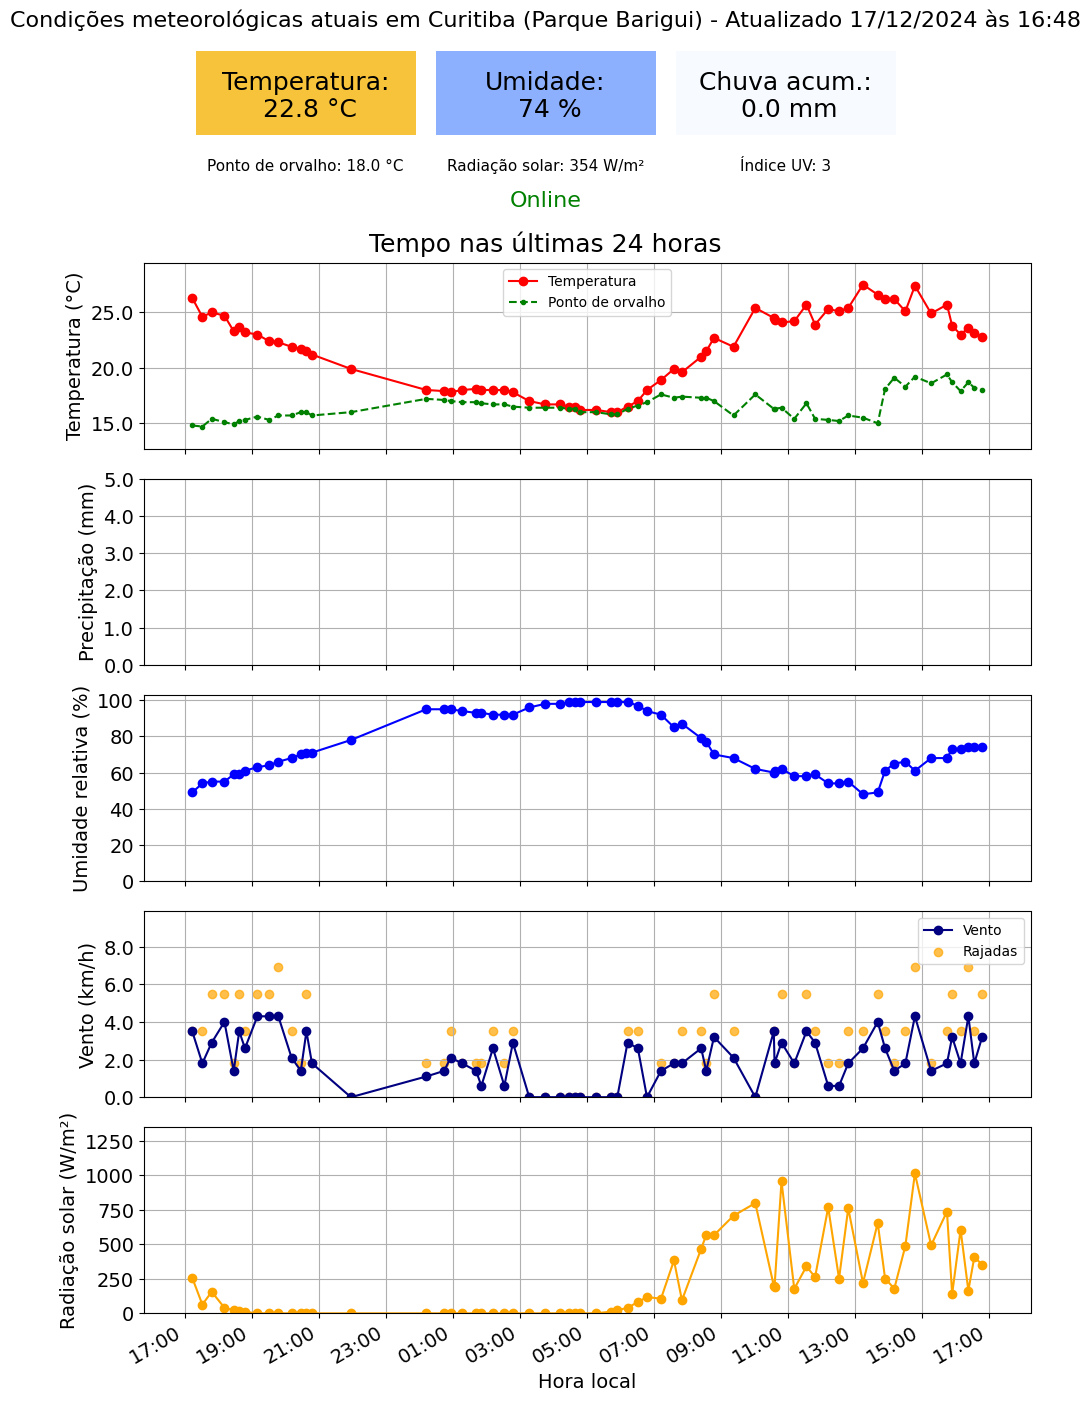 Condições meteorológicas atuais em Curitiba (Parque Barigui) - Atualizado 17/12/2024 às 16:48
Temperatura:
22.8 °C
Umidade:
74 %
Chuva acum.:
0.0 mm
Ponto de orvalho: 18.0 °C
Radiação solar: 354 W/m²
Índice UV: 3
Online
Tempo nas últimas 24 horas
Temperatura (°C)
25.0
20.0
15.0
Temperatura
Ponto de orvalho
Precipitação (mm)
5.0
4.0
3.0
2.0
1.0
0.0
Umidade relativa (%)
100
80
60
40
20
0
Vento (km/h)
8.0
6.0
4.0
2.0
0.0
Vento
Rajadas
Radiação solar (W/m²)
1250
1000
750
500
250
0
17:00 19:00 21:00 23:00 01:00 03:00 05:00 07:00 09:00 11:00 13:00 15:00 17:00
Hora local